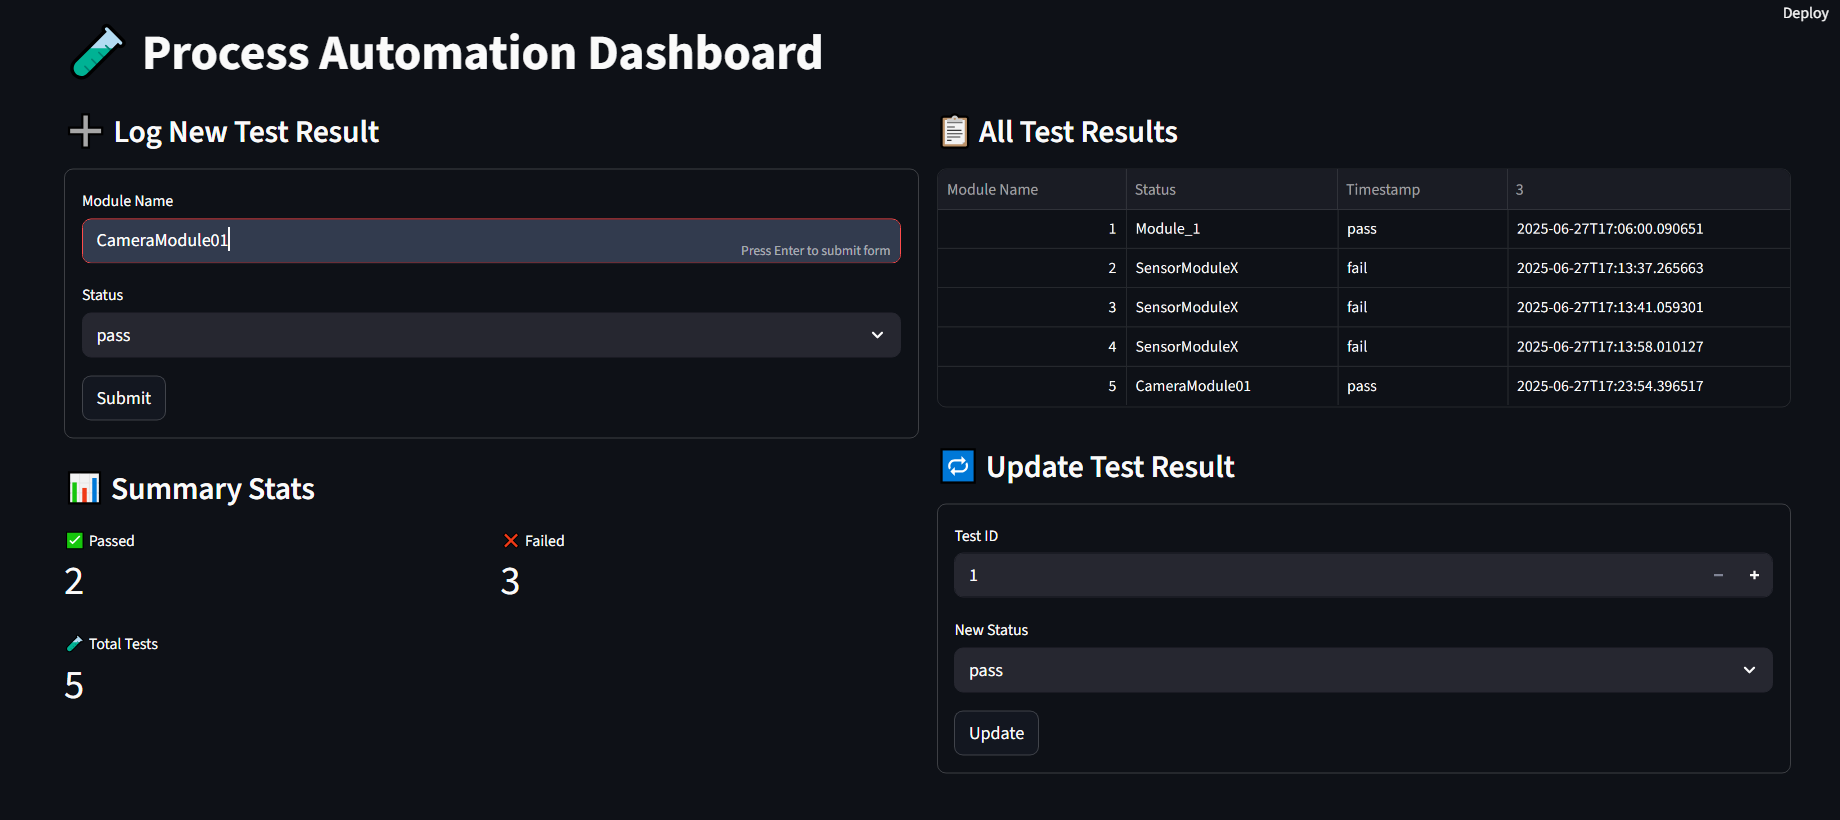 Deploy
Process Automation Dashboard
Log New Test Result
Module Name
CameraModule01
Press Enter to submit form
Status
pass
Submit
Summary Stats
Passed
2
Failed
3
Total Tests
5
All Test Results
Module Name Status Timestamp 3
1 Module_1 pass 2025-06-27T17:06:00.090651
2 SensorModuleX fail 2025-06-27T17:13:37.265663
3 SensorModuleX fail 2025-06-27T17:13:41.059301
4 SensorModuleX fail 2025-06-27T17:13:58.010127
5 CameraModule01 pass 2025-06-27T17:23:54.396517
Update Test Result
Test ID
1 − +
New Status
pass
Update